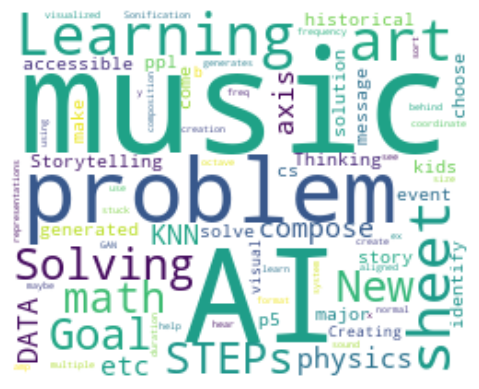 visualized Sonification historical
Learning art
frequency
sort
accessible ppl come generates axis solution message choose
music
y freq composition behind
make using creation coordinate
Storytelling Thinking see
problem cs kids
representations octave size
use event
generated KNN solve compose
stuck GAN create ex
Solving visual story sheet identify
maybe learn system aligned
math AI New
DATA format
Goal duration p5 major x normal
help hear Creating
etc STEPs sound physics
amp multiple